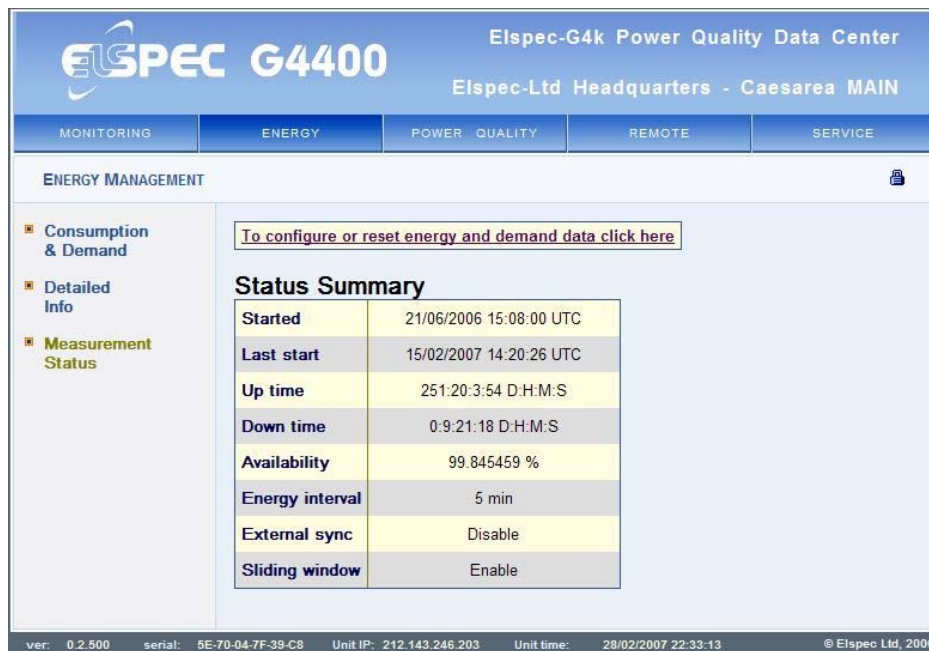 ELSPEC G4400
Elspec-G4k Power Quality Data Center
Elspec-Ltd Headquarters - Caesarea MAIN
MONITORING ENERGY POWER QUALITY REMOTE SERVICE
ENERGY MANAGEMENT
Consumption
& Demand
Detailed
Info
Measurement
Status
To configure or reset energy and demand data click here
Status Summary
Started 21/06/2006 15:08:00 UTC
Last start 15/02/2007 14:20:26 UTC
Up time 251:20:3:54 D:H:M:S
Down time 0:9:21:18 D:H:M:S
Availability 99.845459 %
Energy interval 5 min
External sync Disable
Sliding window Enable
ver: 0.2.500 serial: 5E-70-04-7F-39-C8 Unit IP: 212.143.246.203 Unit time: 28/02/2007 22:33:13 © Elspec Ltd,